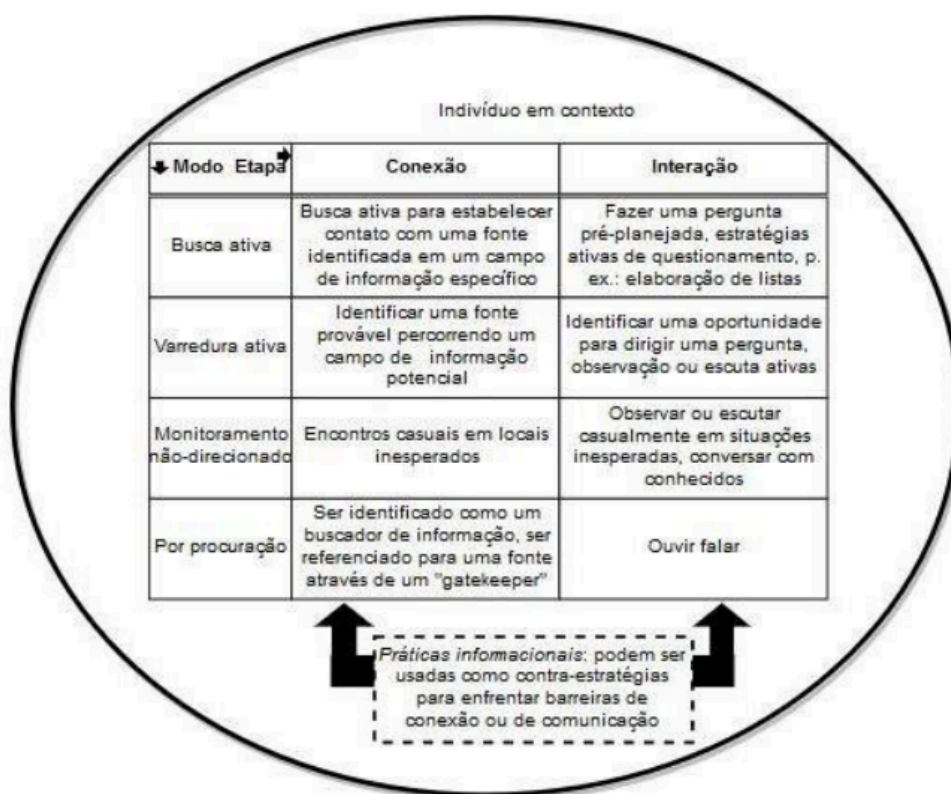 Indivíduo em contexto
Modo Etapa
Conexão
Interação
Busca ativa
Busca ativa para estabelecer
contato com uma fonte
identificada em um campo
de informação específico
Fazer uma pergunta
pré-planejada, estratégias
ativas de questionamento, p.
ex.: elaboração de listas
Varredura ativa
Identificar uma fonte
provável percorrendo um
campo de informação
potencial
Identificar uma oportunidade
para dirigir uma pergunta,
observação ou escuta ativas
Monitoramento
não-direcionado
Encontros casuais em locais
inesperados
Observar ou escutar
casualmente em situações
inesperadas, conversar com
conhecidos
Por procuração
Ser identificado como um
buscador de informação, ser
referenciado para uma fonte
através de um "gatekeeper"
Ouvir falar
Práticas informacionais: podem ser
usadas como contra-estratégias
para enfrentar barreiras de
conexão ou de comunicação